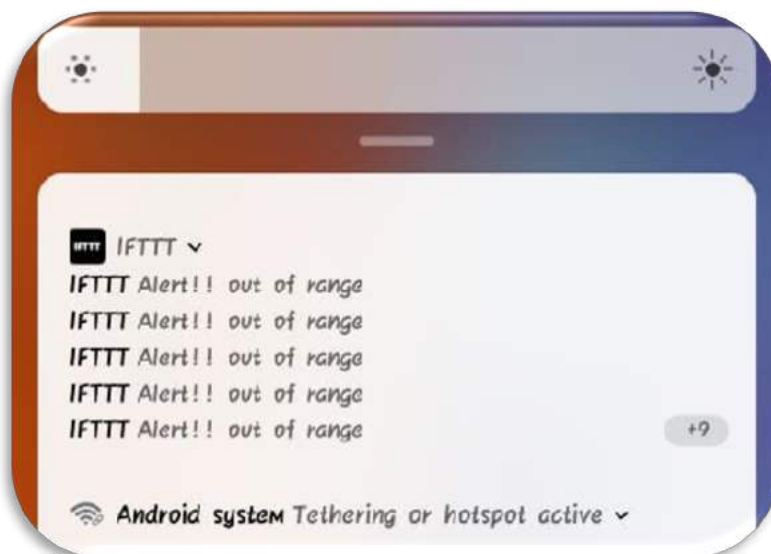 IFTTT IFTTT
IFTTT Alert!! out of range
IFTTT Alert!! out of range
IFTTT Alert!! out of range
IFTTT Alert!! out of range
IFTTT Alert!! out of range +9
Android system Tethering or hotspot active